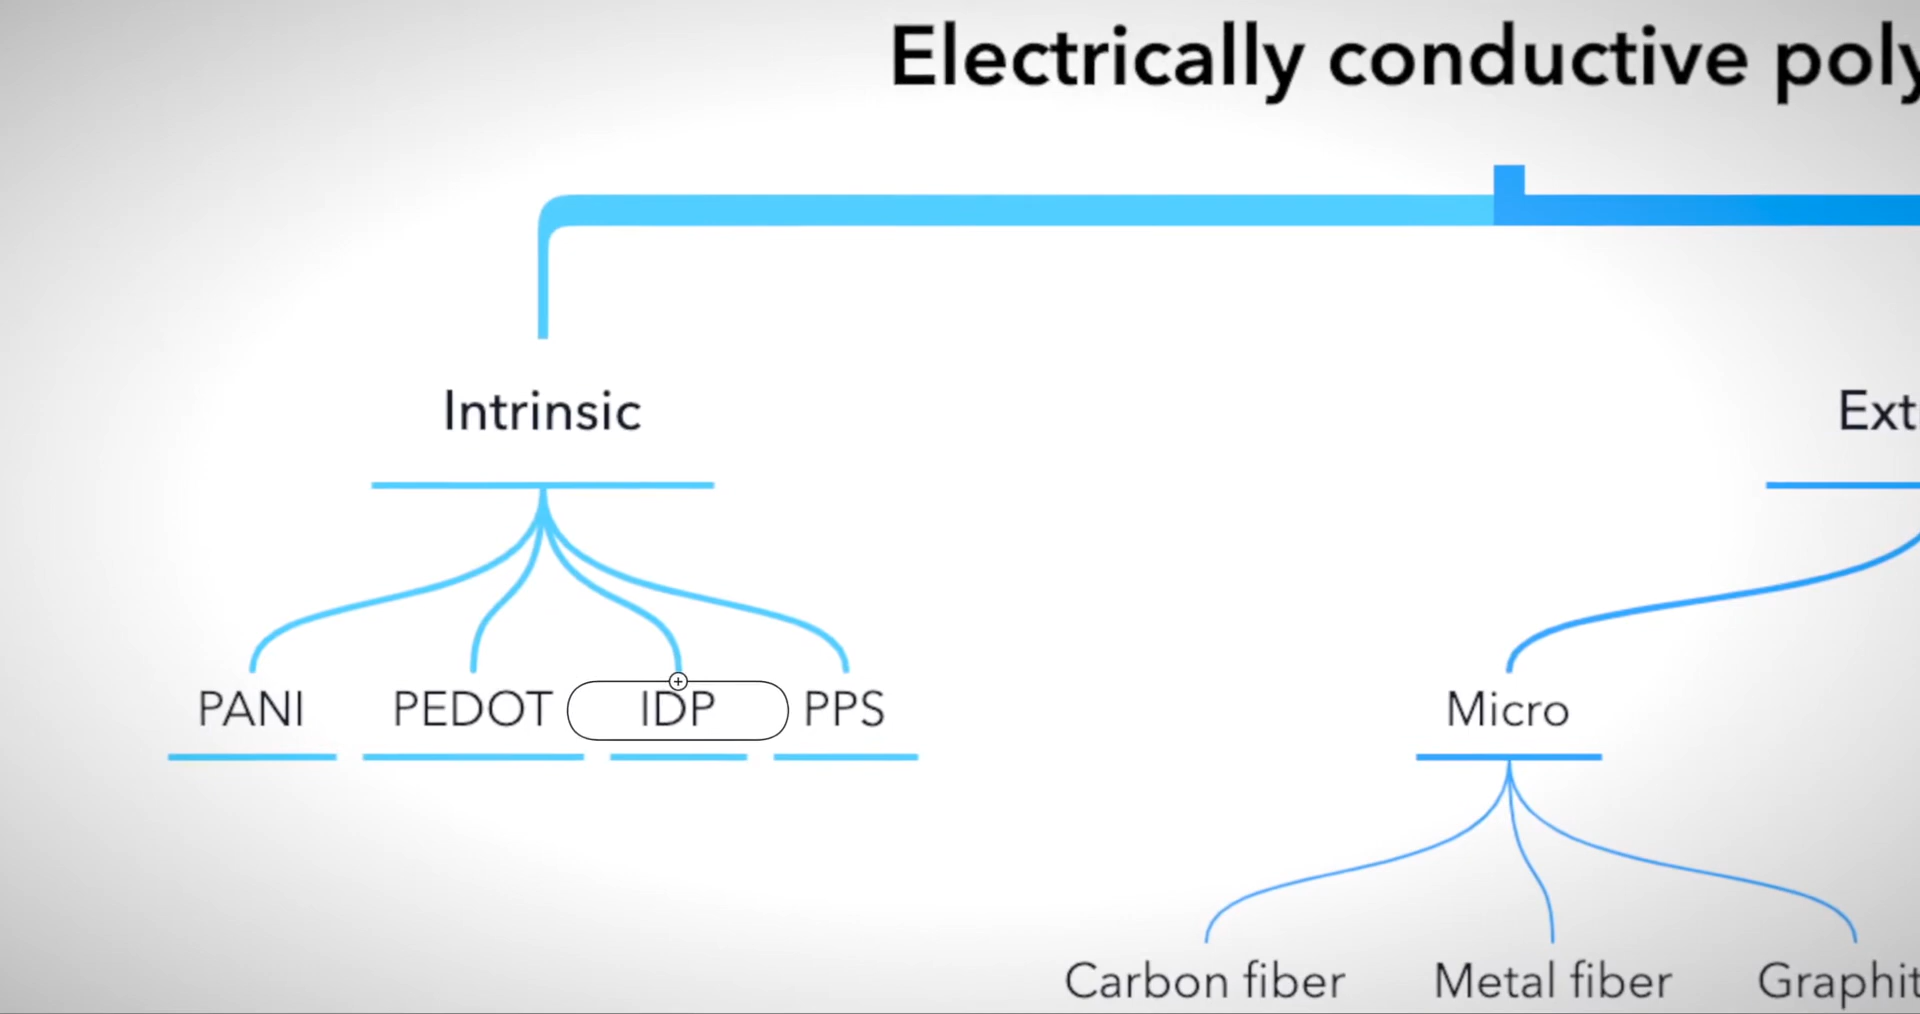 Electrically conductive poly
Intrinsic
Ext
PANI PEDOT IDP PPS
Micro
Carbon fiber Metal fiber Graphit